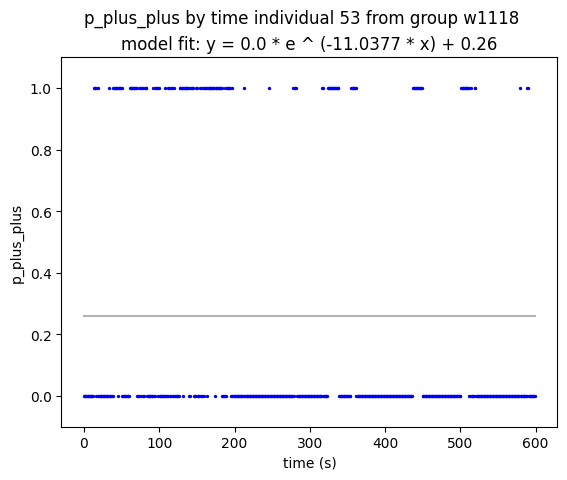 p_plus_plus by time individual 53 from group w1118
model fit: y = 0.0 * e ^ (-11.0377 * x) + 0.26
1.0
0.8
0.6
0.4
0.2
0.0
p_plus_plus
0 100 200 300 400 500 600
time (s)